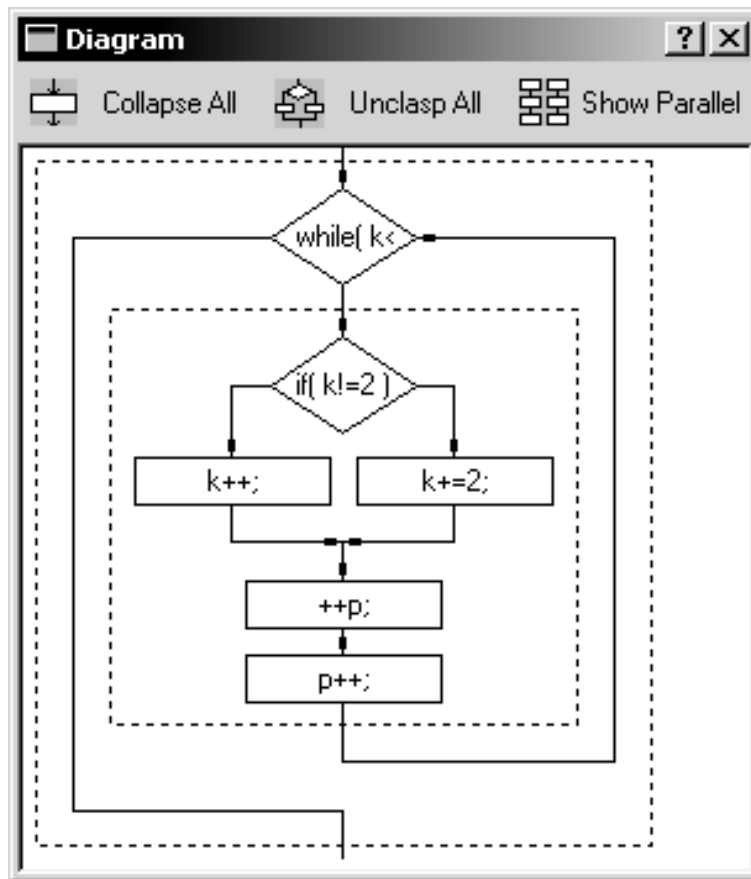 Diagram
Collapse All Unclasp All Show Parallel
while( k<
if( k!=2 )
k++; k+=2;
++p;
p++;